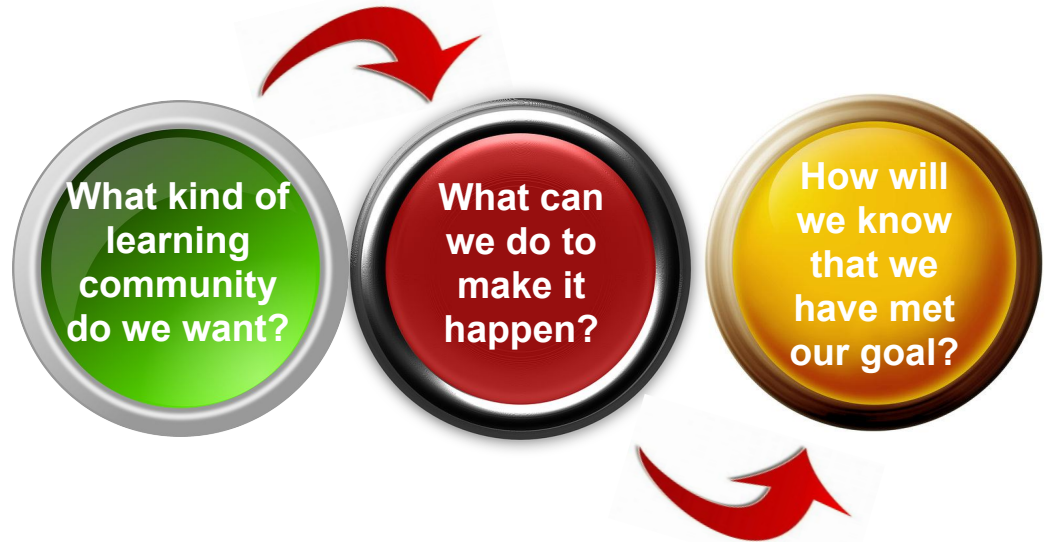 What kind of
learning
community
do we want?
What can
we do to
make it
happen?
How will
we know
that we
have met
our goal?